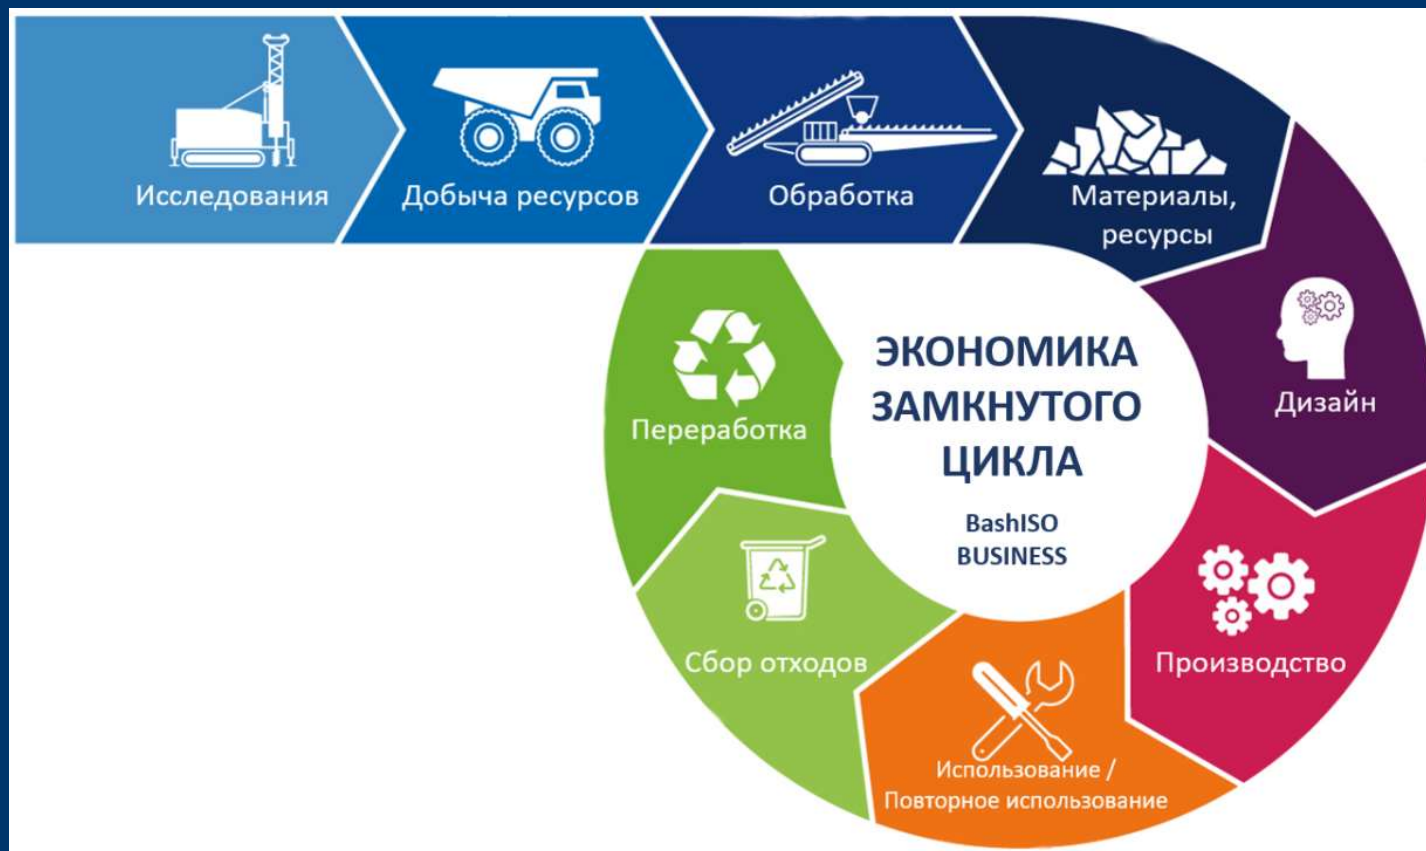 Исследования
Добыча ресурсов
Обработка
Материалы,
ресурсы
Дизайн
Производство
Использование /
Повторное использование
Сбор отходов
Переработка
ЭКОНОМИКА
ЗАМКНУТОГО
ЦИКЛА
BashISO
BUSINESS